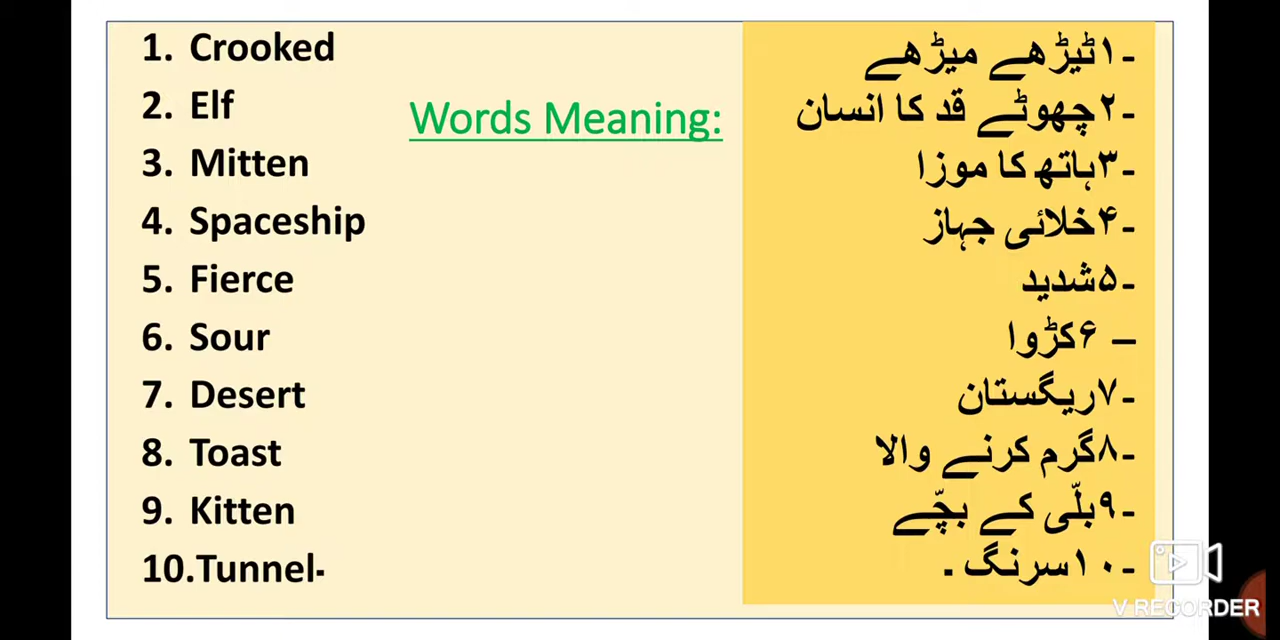 1. Crooked
2. Elf
3. Mitten
4. Spaceship
5. Fierce
6. Sour
7. Desert
8. Toast
9. Kitten
10.Tunnel-
Words Meaning:
۱-ٹیڑھے میڑھے
۲-چھوٹے قد کا انسان
۳-ہاتھ کا موزا
۴-خلائی جہاز
۵-شدید
۶ –کڑوا
۷-ریگستان
۸-گرم کرنے والا
۹-بلّی کے بچّے
۱۰-سرنگ -
V RECORDER